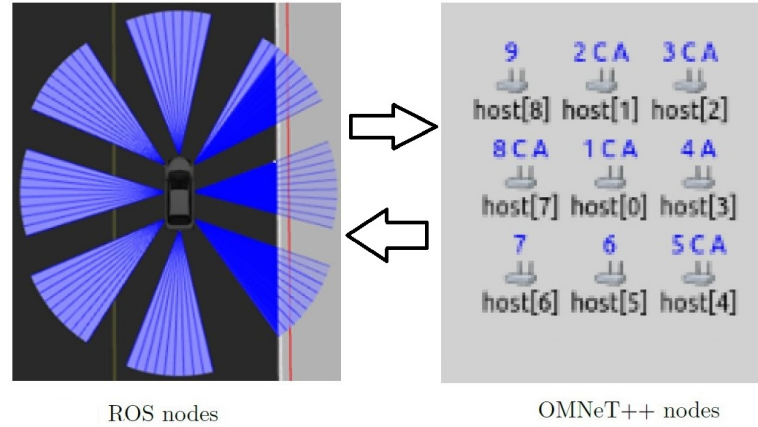 9 2 C A 3 C A
host[8] host[1] host[2]
8 C A 1 C A 4 A
host[7] host[0] host[3]
7 6 5 C A
host[6] host[5] host[4]
ROS nodes
OMNeT++ nodes